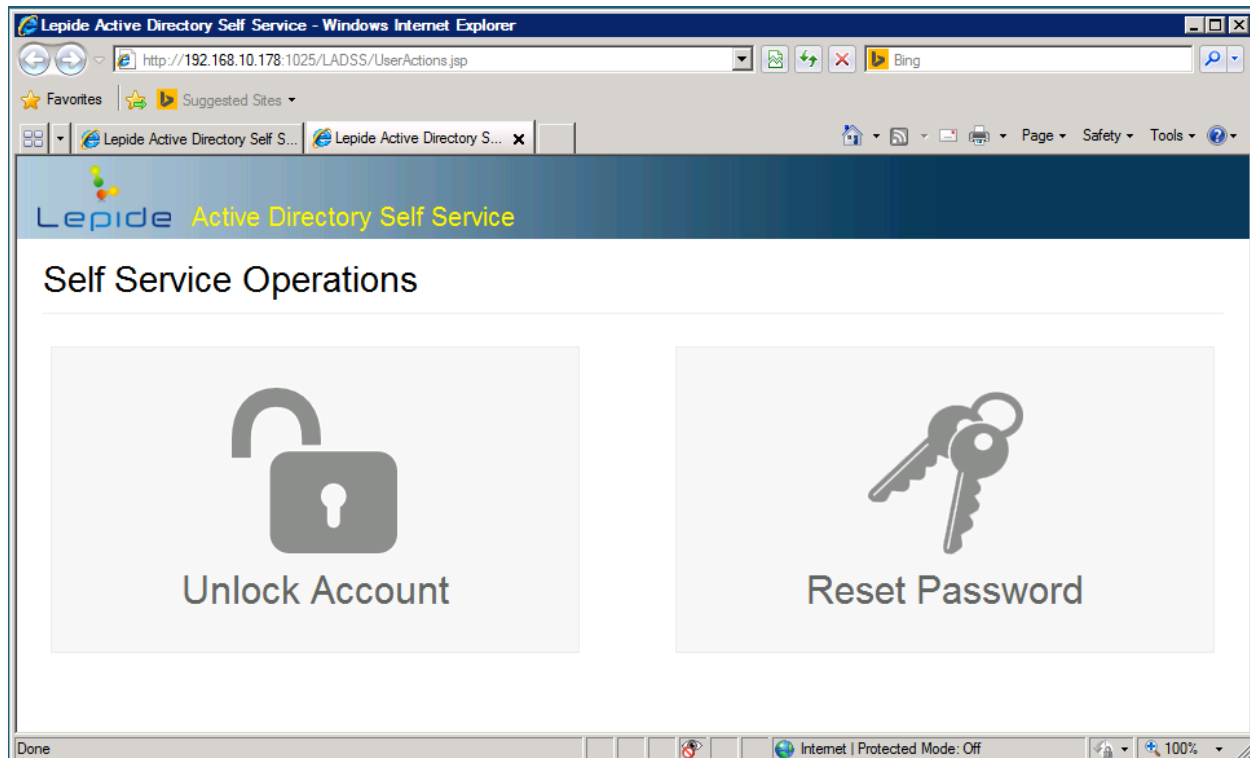 Lepide Active Directory Self Service - Windows Internet Explorer
http://192.168.10.178:1025/LADSS/UserActions.jsp
Bing
Favorites
Suggested Sites
Lepide Active Directory Self S...
Lepide Active Directory S...
Page
Safety
Tools
Lepide Active Directory Self Service
Self Service Operations
Unlock Account
Reset Password
Done
Internet | Protected Mode: Off
100%